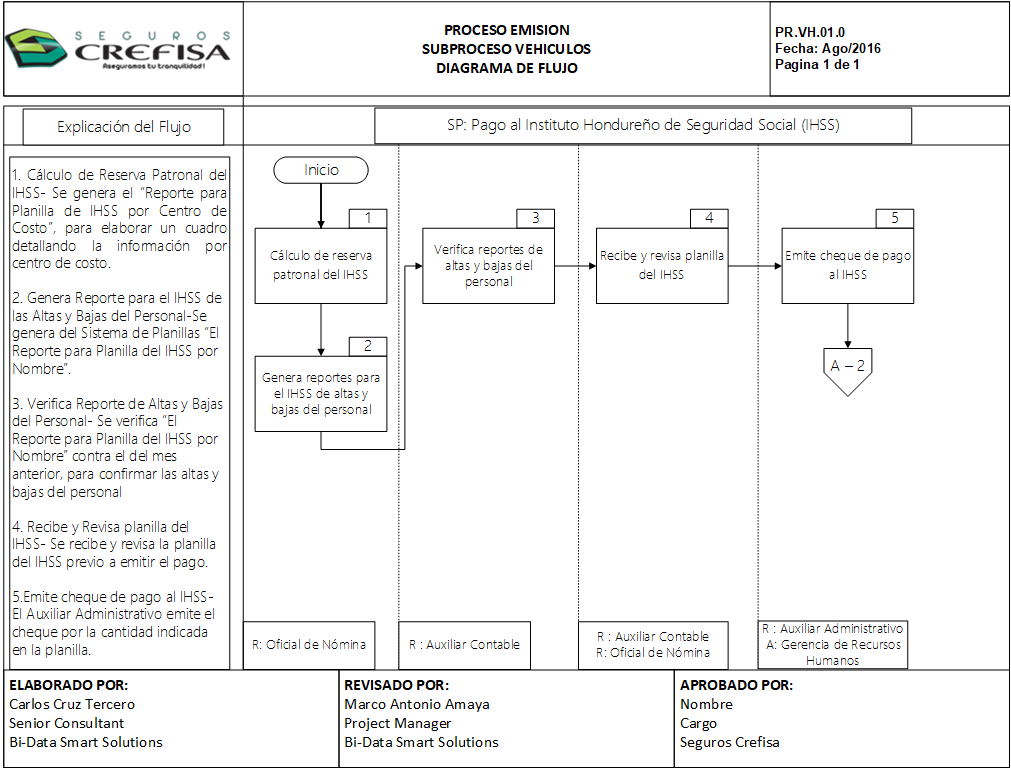 SEGUROS
CREFISA
Aseguramos tu tranquilidad!
PROCESO EMISION
SUBPROCESO VEHICULOS
DIAGRAMA DE FLUJO
PR.VH.01.0
Fecha: Ago/2016
Pagina 1 de 1
Explicación del Flujo
SP: Pago al Instituto Hondureño de Seguridad Social (IHSS)
1. Cálculo de Reserva Patronal del
IHSS- Se genera el “Reporte para
Planilla de IHSS por Centro de
Costo”, para elaborar un cuadro
detallando la información por
centro de costo.
2. Genera Reporte para el IHSS de
las Altas y Bajas del Personal-Se
genera del Sistema de Planillas “El
Reporte para Planilla del IHSS por
Nombre”.
3. Verifica Reporte de Altas y Bajas
del Personal- Se verifica “El
Reporte para Planilla del IHSS por
Nombre” contra el del mes
anterior, para confirmar las altas y
bajas del personal
4. Recibe y Revisa planilla del
IHSS- Se recibe y revisa la planilla
del IHSS previo a emitir el pago.
5.Emite cheque de pago al IHSS-
El Auxiliar Administrativo emite el
cheque por la cantidad indicada
en la planilla.
Inicio
1
Cálculo de reserva
patronal del IHSS
2
Genera reportes para
el IHSS de altas y
bajas del personal
3
Verifica reportes de
altas y bajas del
personal
4
Recibe y revisa planilla
del IHSS
5
Emite cheque de pago
al IHSS
A – 2
R: Oficial de Nómina
R : Auxiliar Contable
R : Auxiliar Contable
R: Oficial de Nómina
R : Auxiliar Administrativo
A: Gerencia de Recursos
Humanos
ELABORADO POR:
Carlos Cruz Tercero
Senior Consultant
Bi-Data Smart Solutions
REVISADO POR:
Marco Antonio Amaya
Project Manager
Bi-Data Smart Solutions
APROBADO POR:
Nombre
Cargo
Seguros Crefisa